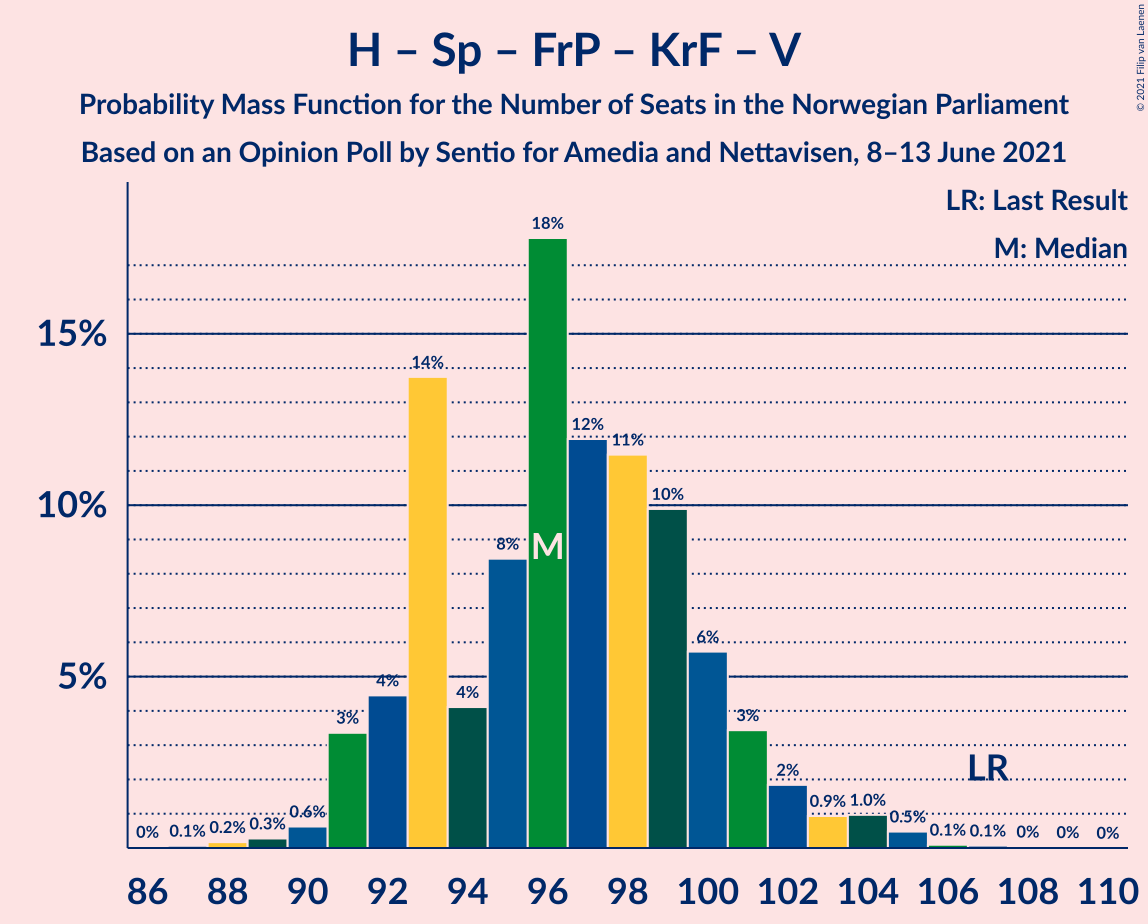 H – Sp – FrP – KrF – V
Probability Mass Function for the Number of Seats in the Norwegian Parliament
Based on an Opinion Poll by Sentio for Amedia and Nettavisen, 8–13 June 2021
© 2021 Filip van Laenen
LR: Last Result
M: Median
15%
10%
5%
0% 0.1% 0.2% 0.3% 0.6% 3% 4% 14% 4% 8% 18% 12% 11% 10% 6% 3% 2% 0.9% 1.0% 0.5% 0.1% 0.1% 0% 0% 0%
M
LR
86 88 90 92 94 96 98 100 102 104 106 108 110